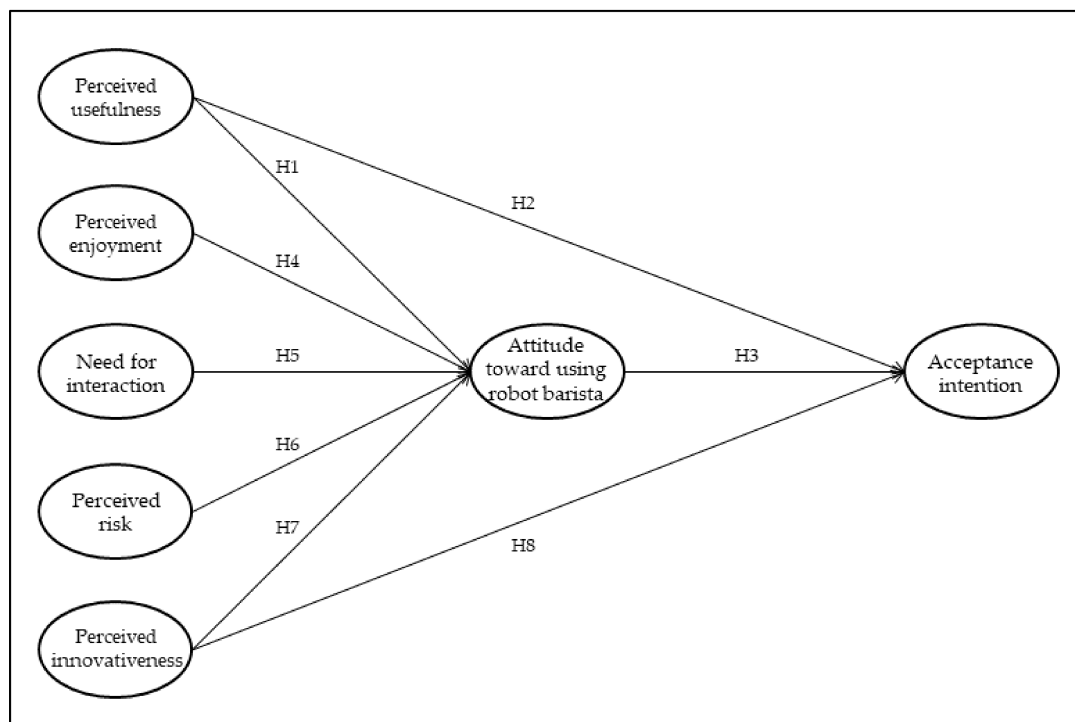 Perceived
usefulness
H1
H2
Perceived
enjoyment
H4
Need for
interaction
H5
Attitude
toward using
robot barista
H3
Acceptance
intention
H6
Perceived
risk
H7
H8
Perceived
innovativeness